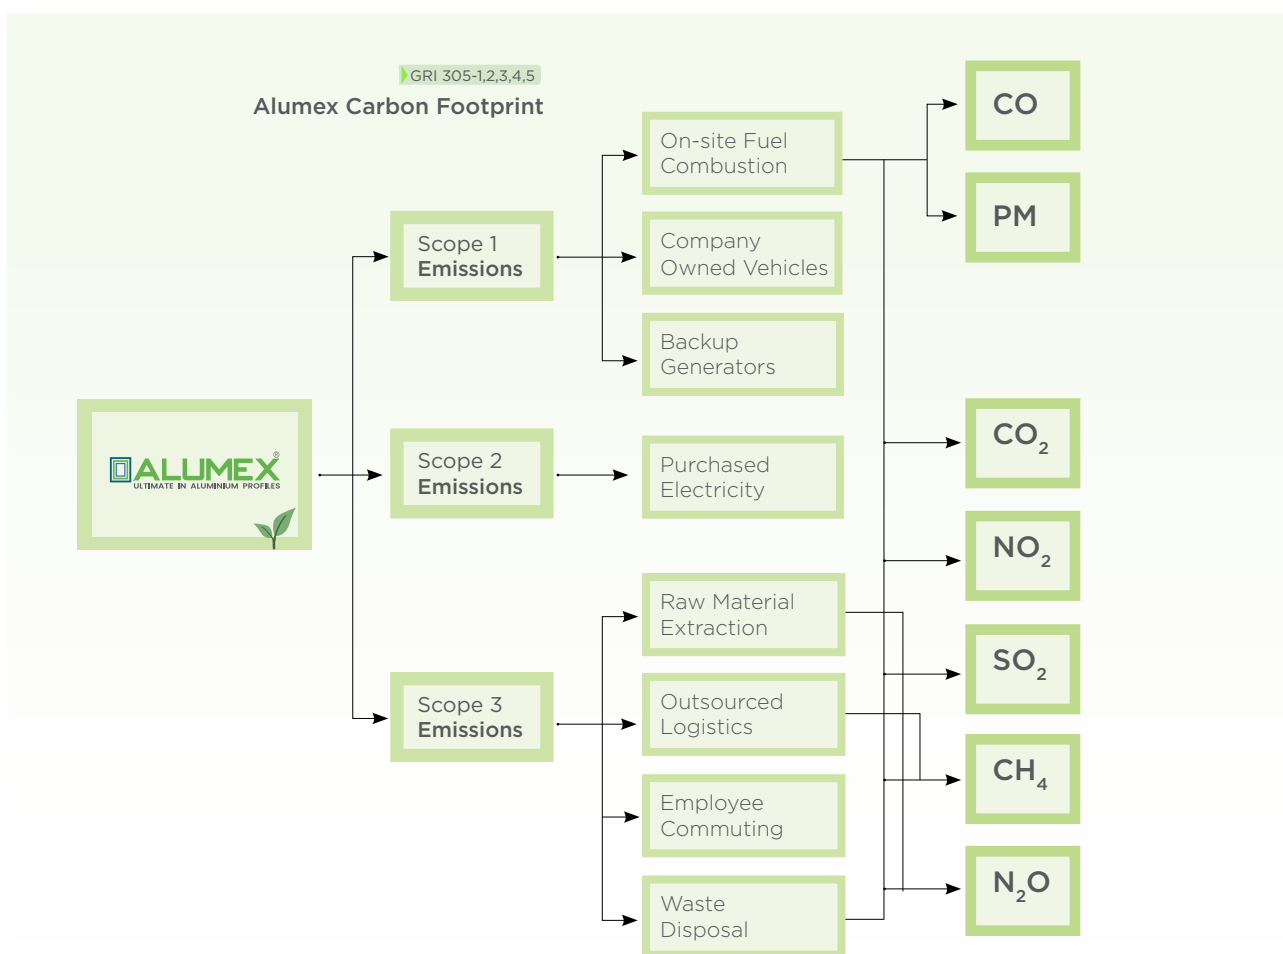 GRI 305-1,2,3,4,5
Alumex Carbon Footprint
ALUMEX®
ULTIMATE IN ALUMINIUM PROFILES
Scope 1
Emissions
On-site Fuel
Combustion
Company
Owned Vehicles
Backup
Generators
Scope 2
Emissions
Purchased
Electricity
Scope 3
Emissions
Raw Material
Extraction
Outsourced
Logistics
Employee
Commuting
Waste
Disposal
CO
PM
CO₂
NO₂
SO₂
CH₄
N₂O